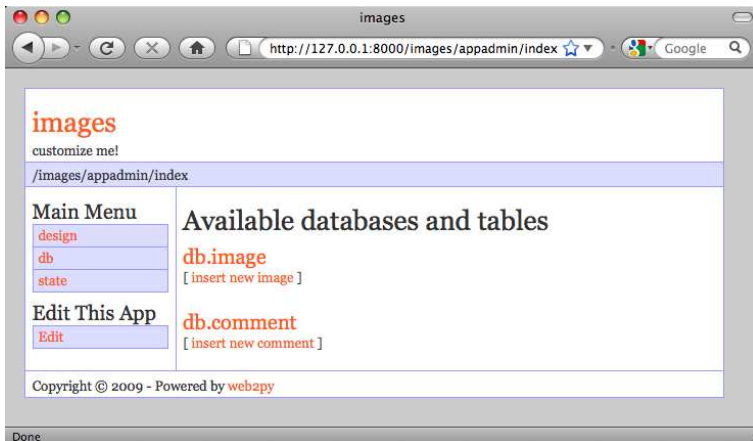 images
http://127.0.0.1:8000/images/appadmin/index
Google
images
customize me!
/images/appadmin/index
Main Menu
design
db
state
Edit This App
Edit
Available databases and tables
db.image
[ insert new image ]
db.comment
[ insert new comment ]
Copyright © 2009 - Powered by web2py
Done